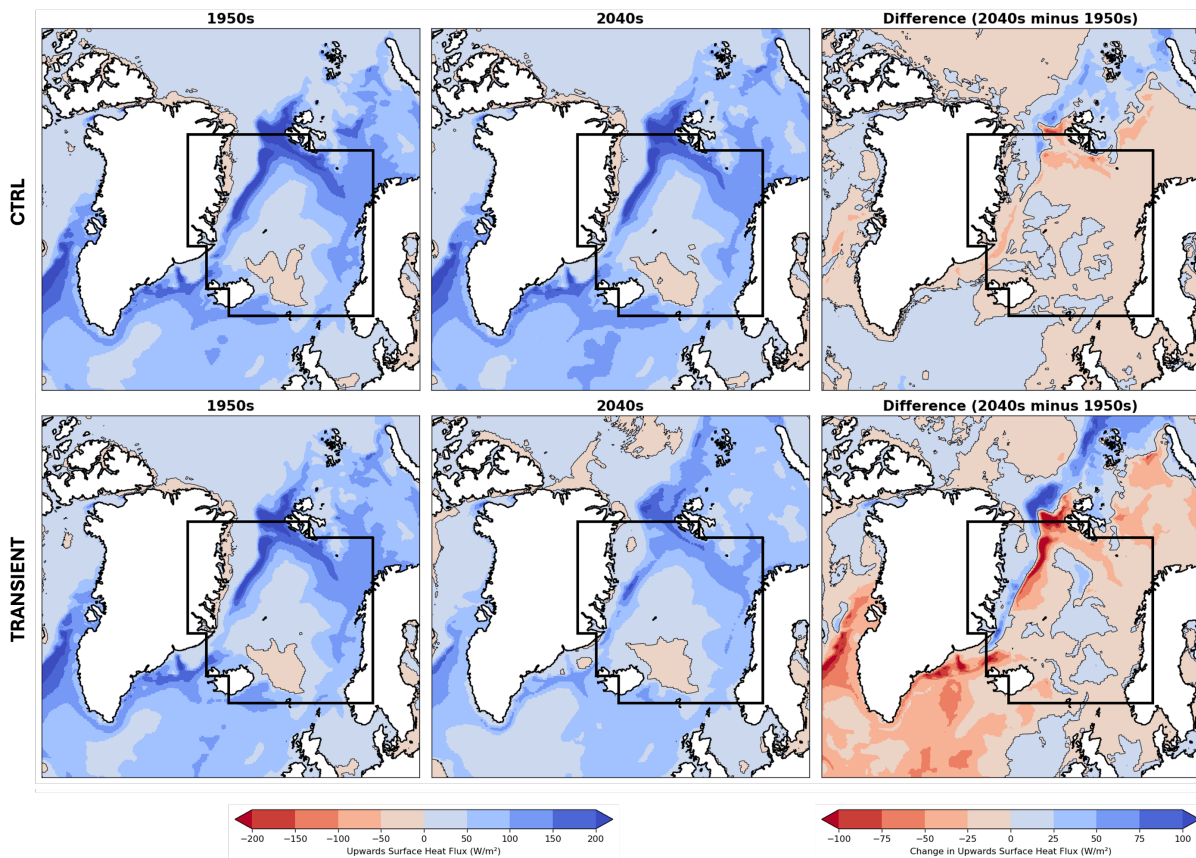 1950s
2040s
Difference (2040s minus 1950s)
CTRL
1950s
2040s
Difference (2040s minus 1950s)
TRANSIENT
−200 −150 −100 −50 0 50 100 150 200
Upwards Surface Heat Flux (W/m²)
−100 −75 −50 −25 0 25 50 75 100
Change in Upwards Surface Heat Flux (W/m²)